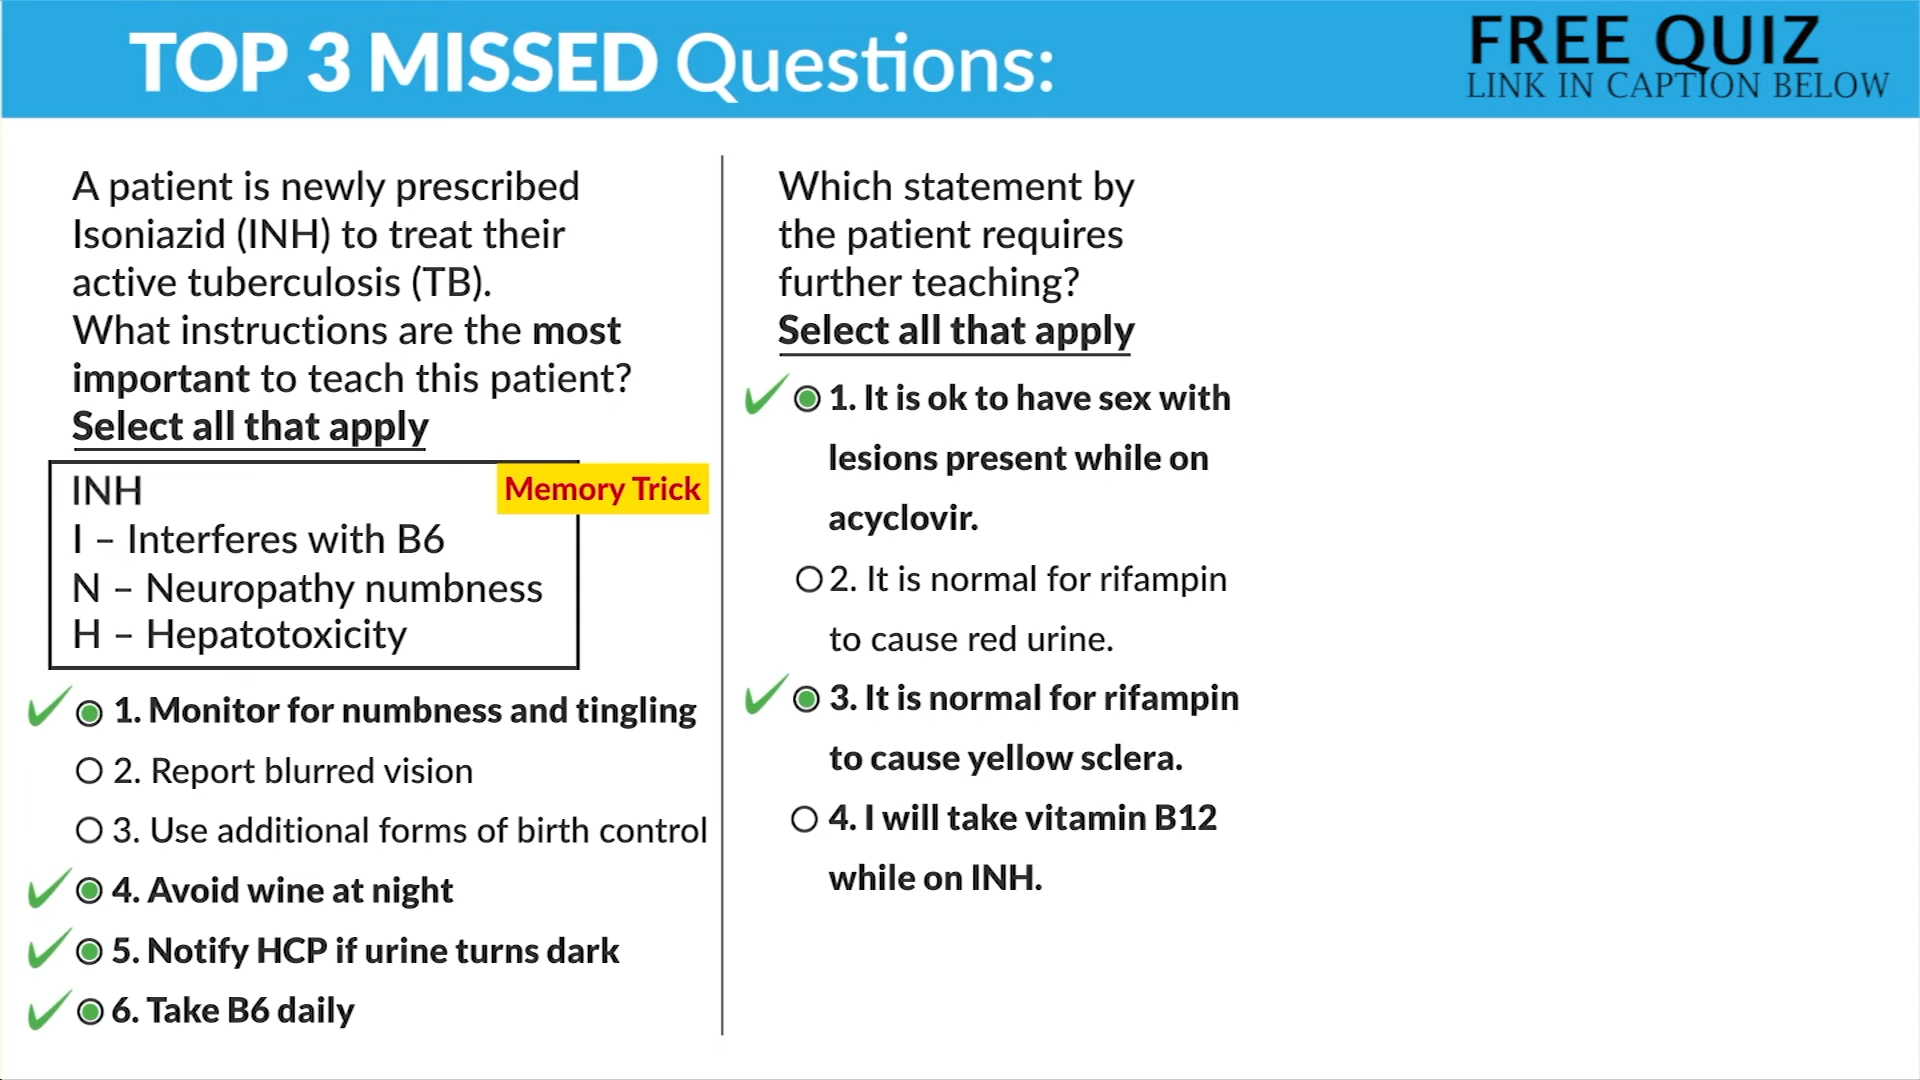 TOP 3 MISSED Questions:
FREE QUIZ
LINK IN CAPTION BELOW
A patient is newly prescribed
Isoniazid (INH) to treat their
active tuberculosis (TB).
What instructions are the most
important to teach this patient?
Select all that apply
Memory Trick
INH
I – Interferes with B6
N – Neuropathy numbness
H – Hepatotoxicity
1. Monitor for numbness and tingling
2. Report blurred vision
3. Use additional forms of birth control
4. Avoid wine at night
5. Notify HCP if urine turns dark
6. Take B6 daily
Which statement by
the patient requires
further teaching?
Select all that apply
1. It is ok to have sex with
lesions present while on
acyclovir.
2. It is normal for rifampin
to cause red urine.
3. It is normal for rifampin
to cause yellow sclera.
4. I will take vitamin B12
while on INH.